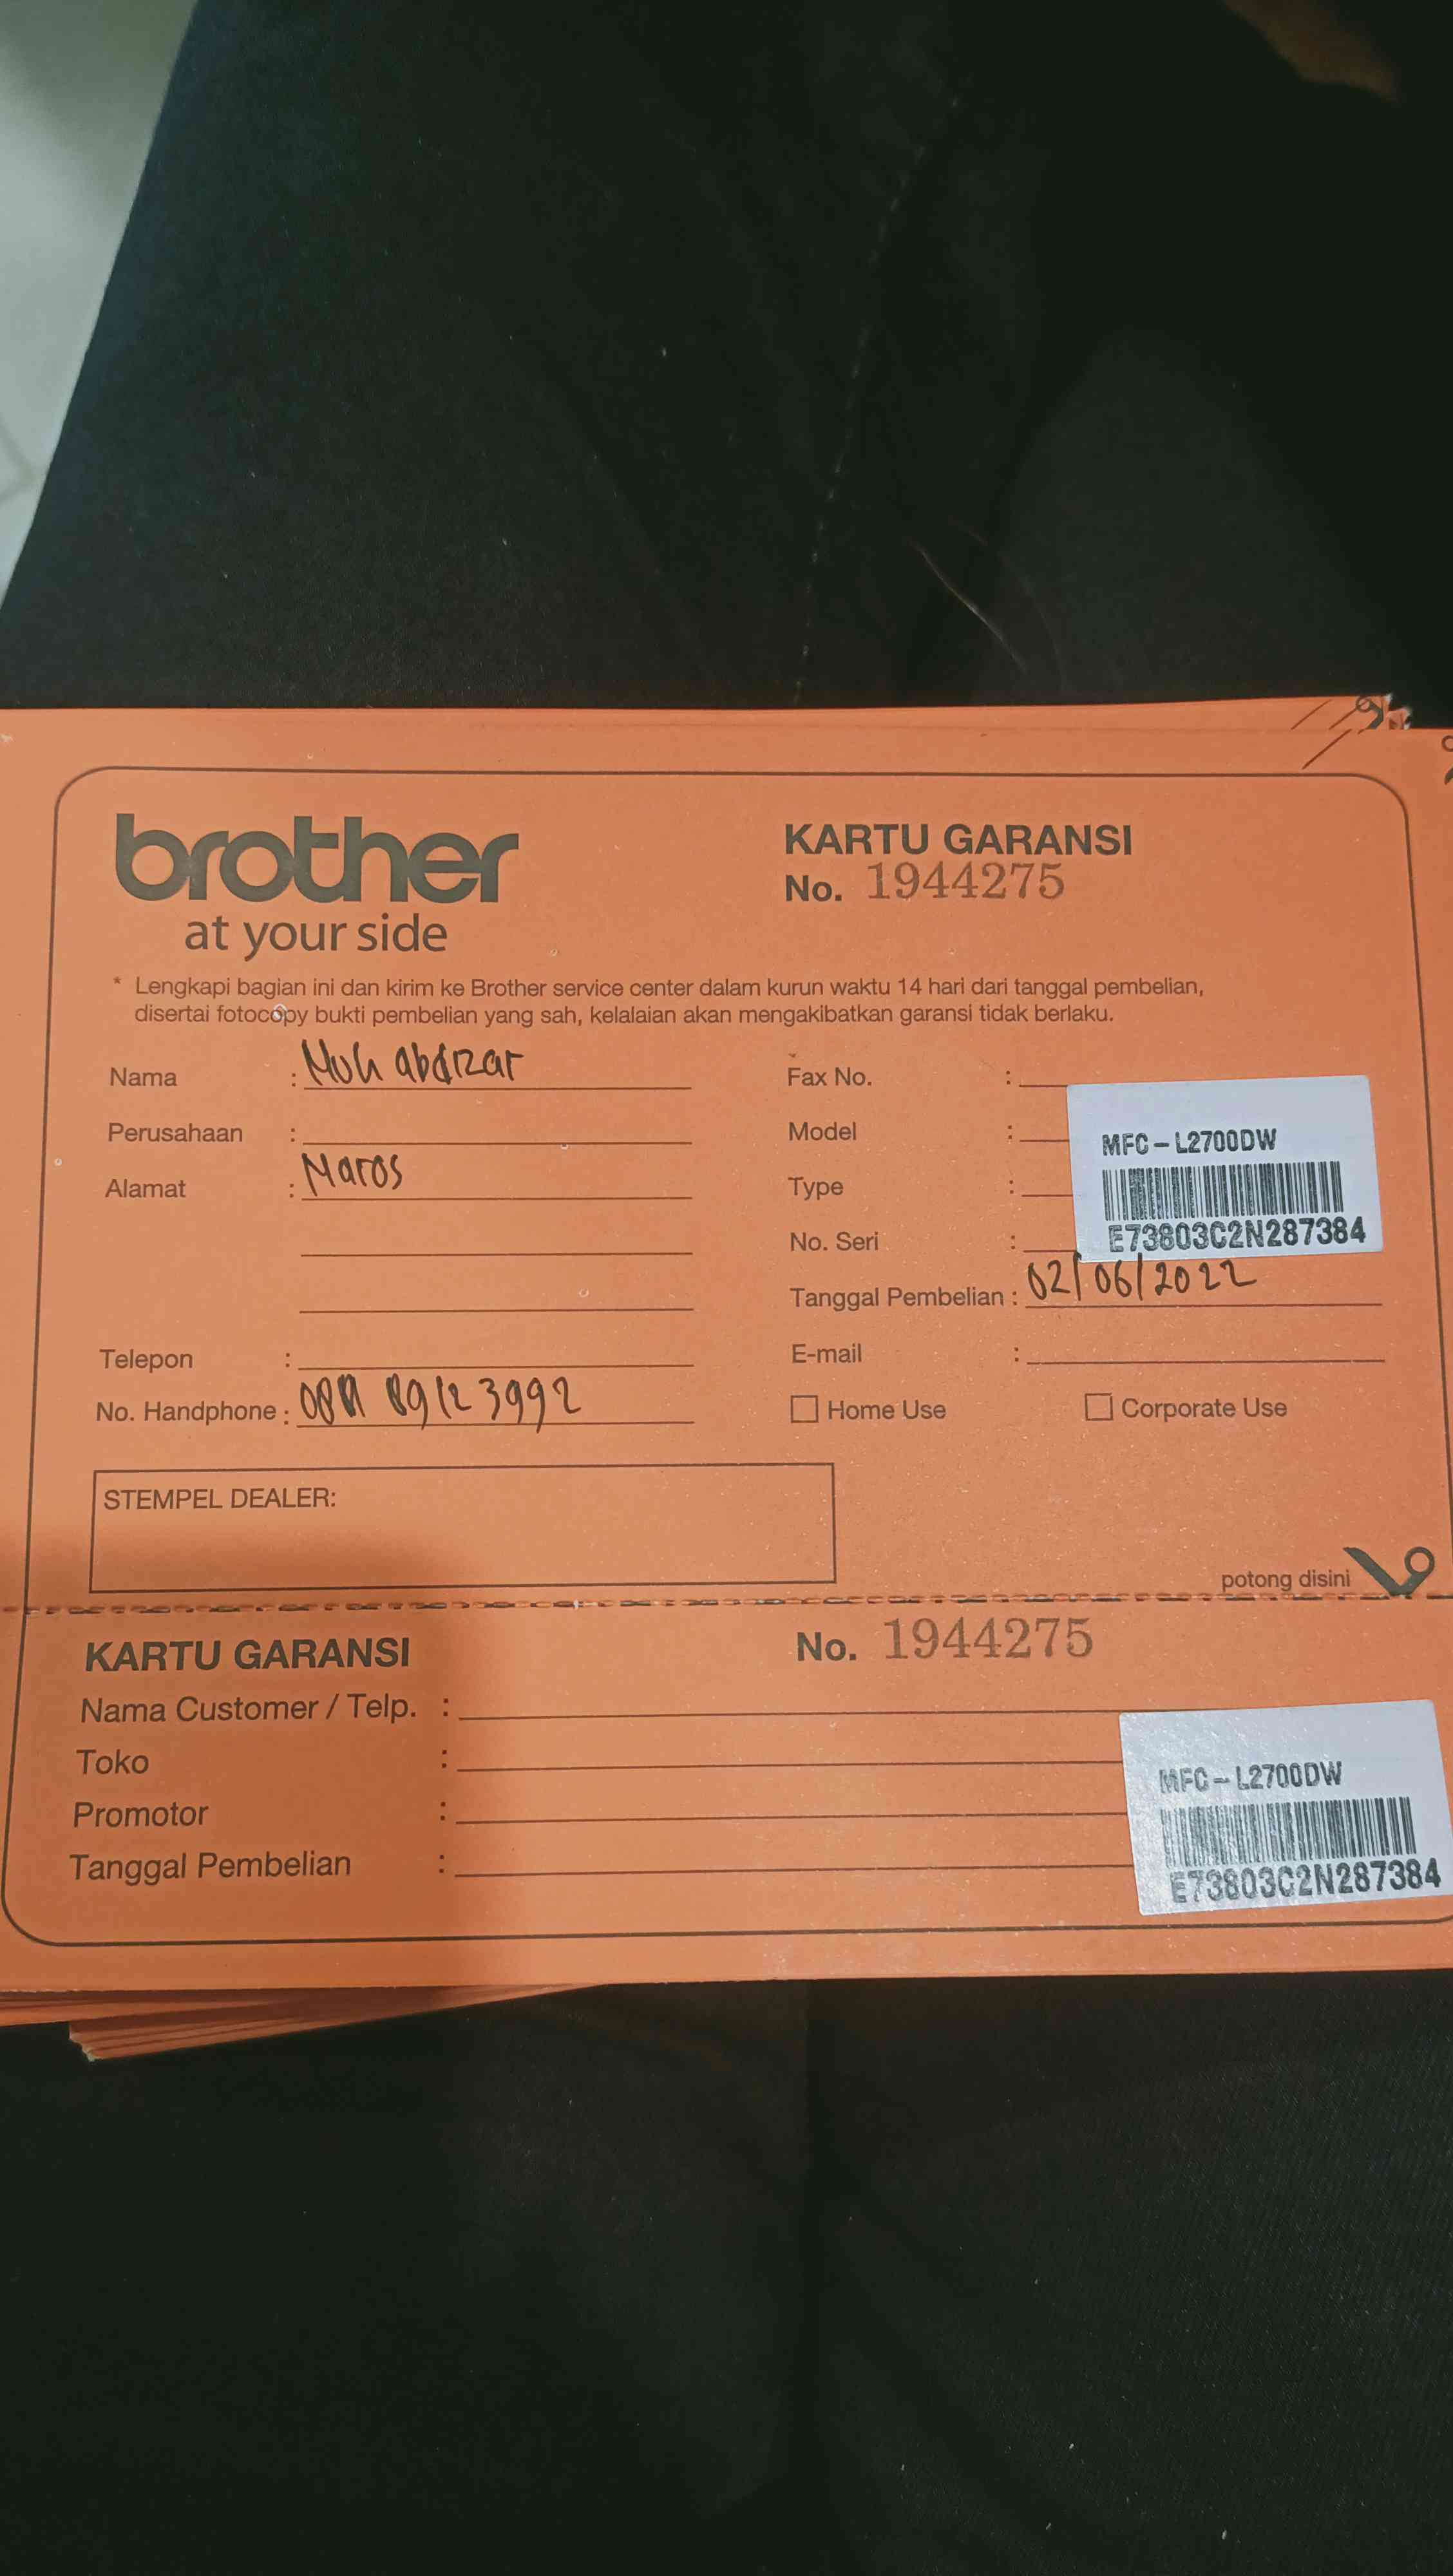 brother
at your side
KARTU GARANSI
No. 1944275
* Lengkapi bagian ini dan kirim ke Brother service center dalam kurun waktu 14 hari dari tanggal pembelian,
disertai fotocopy bukti pembelian yang sah, kelalaian akan mengakibatkan garansi tidak berlaku.
Nama : Muh abdizar
Perusahaan :
Alamat : Maros
Telepon :
No. Handphone : 89123992
Fax No. :
Model : MFC-L2700DW
Type :
No. Seri : E73803C2N287384
Tanggal Pembelian : 02/06/2022
E-mail :
Home Use Corporate Use
STEMPEL DEALER:
potong disini
KARTU GARANSI No. 1944275
Nama Customer / Telp. :
Toko :
Promotor :
Tanggal Pembelian :
MFC-L2700DW
E73803C2N287384